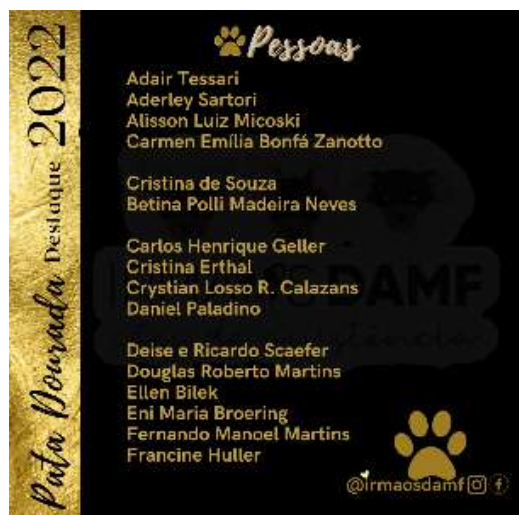 Pata Dourada Destaque 2022
Pessoas
Adair Tessari
Aderley Sartori
Alisson Luiz Micoski
Carmen Emília Bonfá Zanotto
Cristina de Souza
Betina Polli Madeira Neves
Carlos Henrique Geller
Cristina Erthal
Crystian Losso R. Calazans
Daniel Paladino
Deise e Ricardo Scaefer
Douglas Roberto Martins
Ellen Bilek
Eni Maria Broering
Fernando Manoel Martins
Francine Huller
DAMF
@irmaosdamf